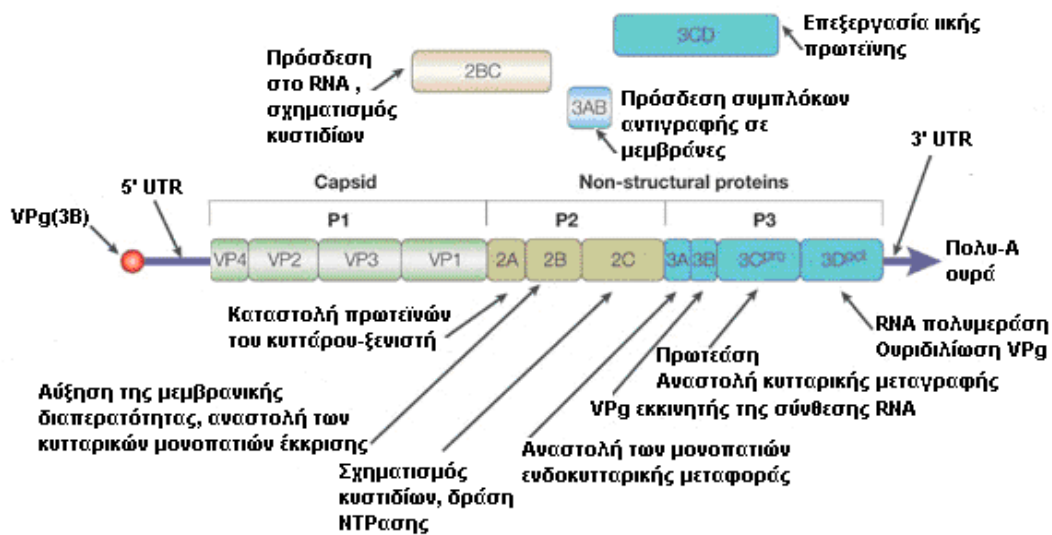 3CD
Επεξεργασία ιικής
πρωτεϊνης
Πρόσδεση
στο RNA ,
σχηματισμός
κυστιδίων
2BC
3AB
Πρόσδεση συμπλόκων
αντιγραφής σε
μεμβράνες
3' UTR
5' UTR
Capsid
Non-structural proteins
VPg(3B)
P1
P2
P3
VP4 VP2 VP3 VP1 2A 2B 2C 3A 3B 3Cpro 3Dpol
Πολυ-Α
ουρά
Καταστολή πρωτεϊνών
του κυττάρου-ξενιστή
RNA πολυμεράση
Ουριδιλίωση VPg
Πρωτεάση
Αναστολή κυτταρικής μεταγραφής
VPg εκκινητής της σύνθεσης RNA
Αύξηση της μεμβρανικής
διαπερατότητας, αναστολή των
κυτταρικών μονοπατιών έκκρισης
Αναστολή των μονοπατιών
ενδοκυτταρικής μεταφοράς
Σχηματισμός
κυστιδίων, δράση
NTPασης